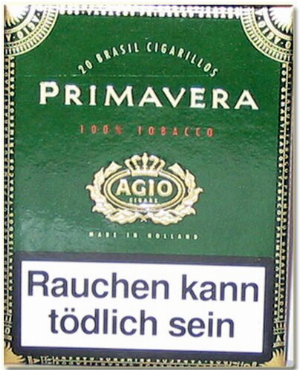 20 BRASIL CIGARILLOS
PRIMAVERA
100% TOBACCO
AGIO
CIGARS
MADE IN HOLLAND
Rauchen kann
tödlich sein